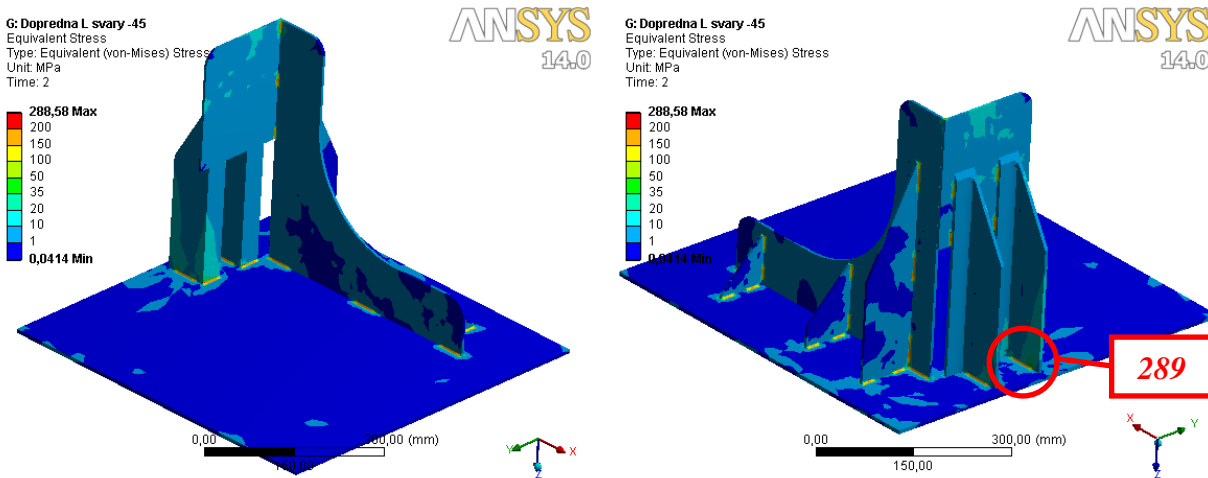 G: Dopredna L svary -45
Equivalent Stress
Type: Equivalent (von-Mises) Stress
Unit: MPa
Time: 2
288,58 Max
200
150
100
50
35
20
10
1
0,0414 Min
ANSYS
14.0
0,00
300,00 (mm)
150,00
Y
X
Z
G: Dopredna L svary -45
Equivalent Stress
Type: Equivalent (von-Mises) Stress
Unit: MPa
Time: 2
288,58 Max
200
150
100
50
35
20
10
1
0,0414 Min
ANSYS
14.0
289
0,00
300,00 (mm)
150,00
X
Y
Z